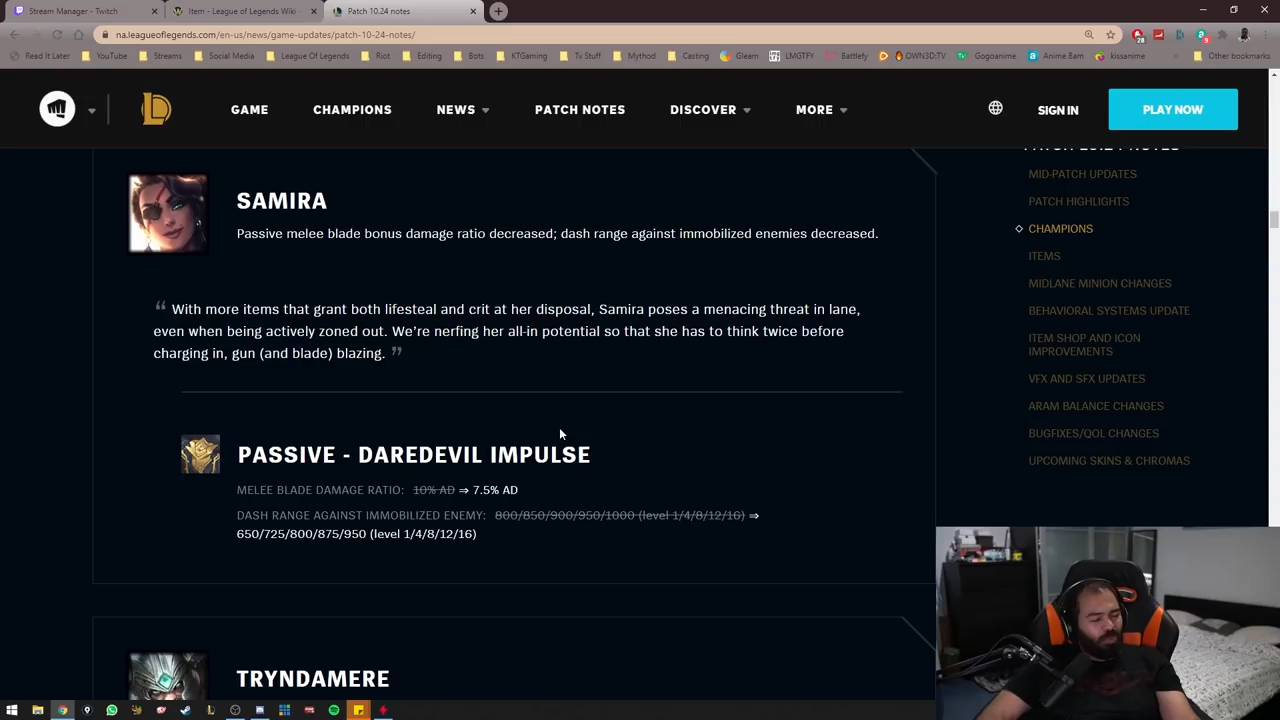 Stream Manager - Twitch
Item - League of Legends Wiki -
Patch 10.24 notes
na.leagueoflegends.com/en-us/news/game-updates/patch-10-24-notes/
Read It Later YouTube Streams Social Media League Of Legends Riot Editing Bots KTGaming Tv Stuff Mythod Casting Gleam LMGTFY Battlefy OWN3D:TV Gogoanime Anime Bam kissanime Other bookmarks
GAME CHAMPIONS NEWS PATCH NOTES DISCOVER MORE SIGN IN PLAY NOW
SAMIRA
Passive melee blade bonus damage ratio decreased; dash range against immobilized enemies decreased.
“ With more items that grant both lifesteal and crit at her disposal, Samira poses a menacing threat in lane,
even when being actively zoned out. We’re nerfing her all-in potential so that she has to think twice before
charging in, gun (and blade) blazing. ”
PASSIVE - DAREDEVIL IMPULSE
MELEE BLADE DAMAGE RATIO: 10% AD ⇒ 7.5% AD
DASH RANGE AGAINST IMMOBILIZED ENEMY: 800/850/900/950/1000 (level 1/4/8/12/16) ⇒
650/725/800/875/950 (level 1/4/8/12/16)
TRYNDAMERE
MID-PATCH UPDATES
PATCH HIGHLIGHTS
CHAMPIONS
ITEMS
MIDLANE MINION CHANGES
BEHAVIORAL SYSTEMS UPDATE
ITEM SHOP AND ICON
IMPROVEMENTS
VFX AND SFX UPDATES
ARAM BALANCE CHANGES
BUGFIXES/QOL CHANGES
UPCOMING SKINS & CHROMAS